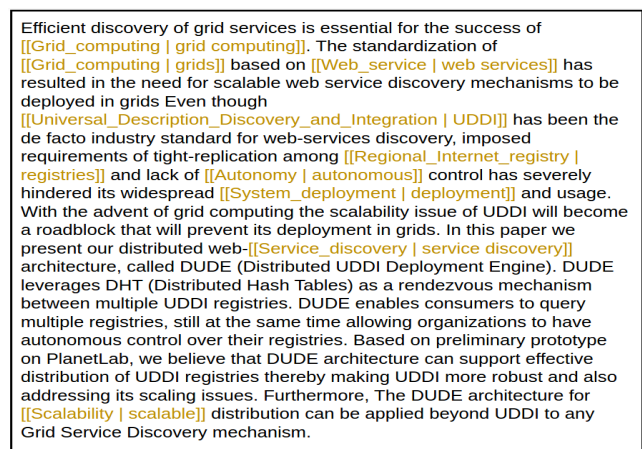 Efficient discovery of grid services is essential for the success of
[[Grid_computing | grid computing]]. The standardization of
[[Grid_computing | grids]] based on [[Web_service | web services]] has
resulted in the need for scalable web service discovery mechanisms to be
deployed in grids Even though
[[Universal_Description_Discovery_and_Integration | UDDI]] has been the
de facto industry standard for web-services discovery, imposed
requirements of tight-replication among [[Regional_Internet_registry |
registries]] and lack of [[Autonomy | autonomous]] control has severely
hindered its widespread [[System_deployment | deployment]] and usage.
With the advent of grid computing the scalability issue of UDDI will become
a roadblock that will prevent its deployment in grids. In this paper we
present our distributed web-[[Service_discovery | service discovery]]
architecture, called DUDE (Distributed UDDI Deployment Engine). DUDE
leverages DHT (Distributed Hash Tables) as a rendezvous mechanism
between multiple UDDI registries. DUDE enables consumers to query
multiple registries, still at the same time allowing organizations to have
autonomous control over their registries. Based on preliminary prototype
on PlanetLab, we believe that DUDE architecture can support effective
distribution of UDDI registries thereby making UDDI more robust and also
addressing its scaling issues. Furthermore, The DUDE architecture for
[[Scalability | scalable]] distribution can be applied beyond UDDI to any
Grid Service Discovery mechanism.